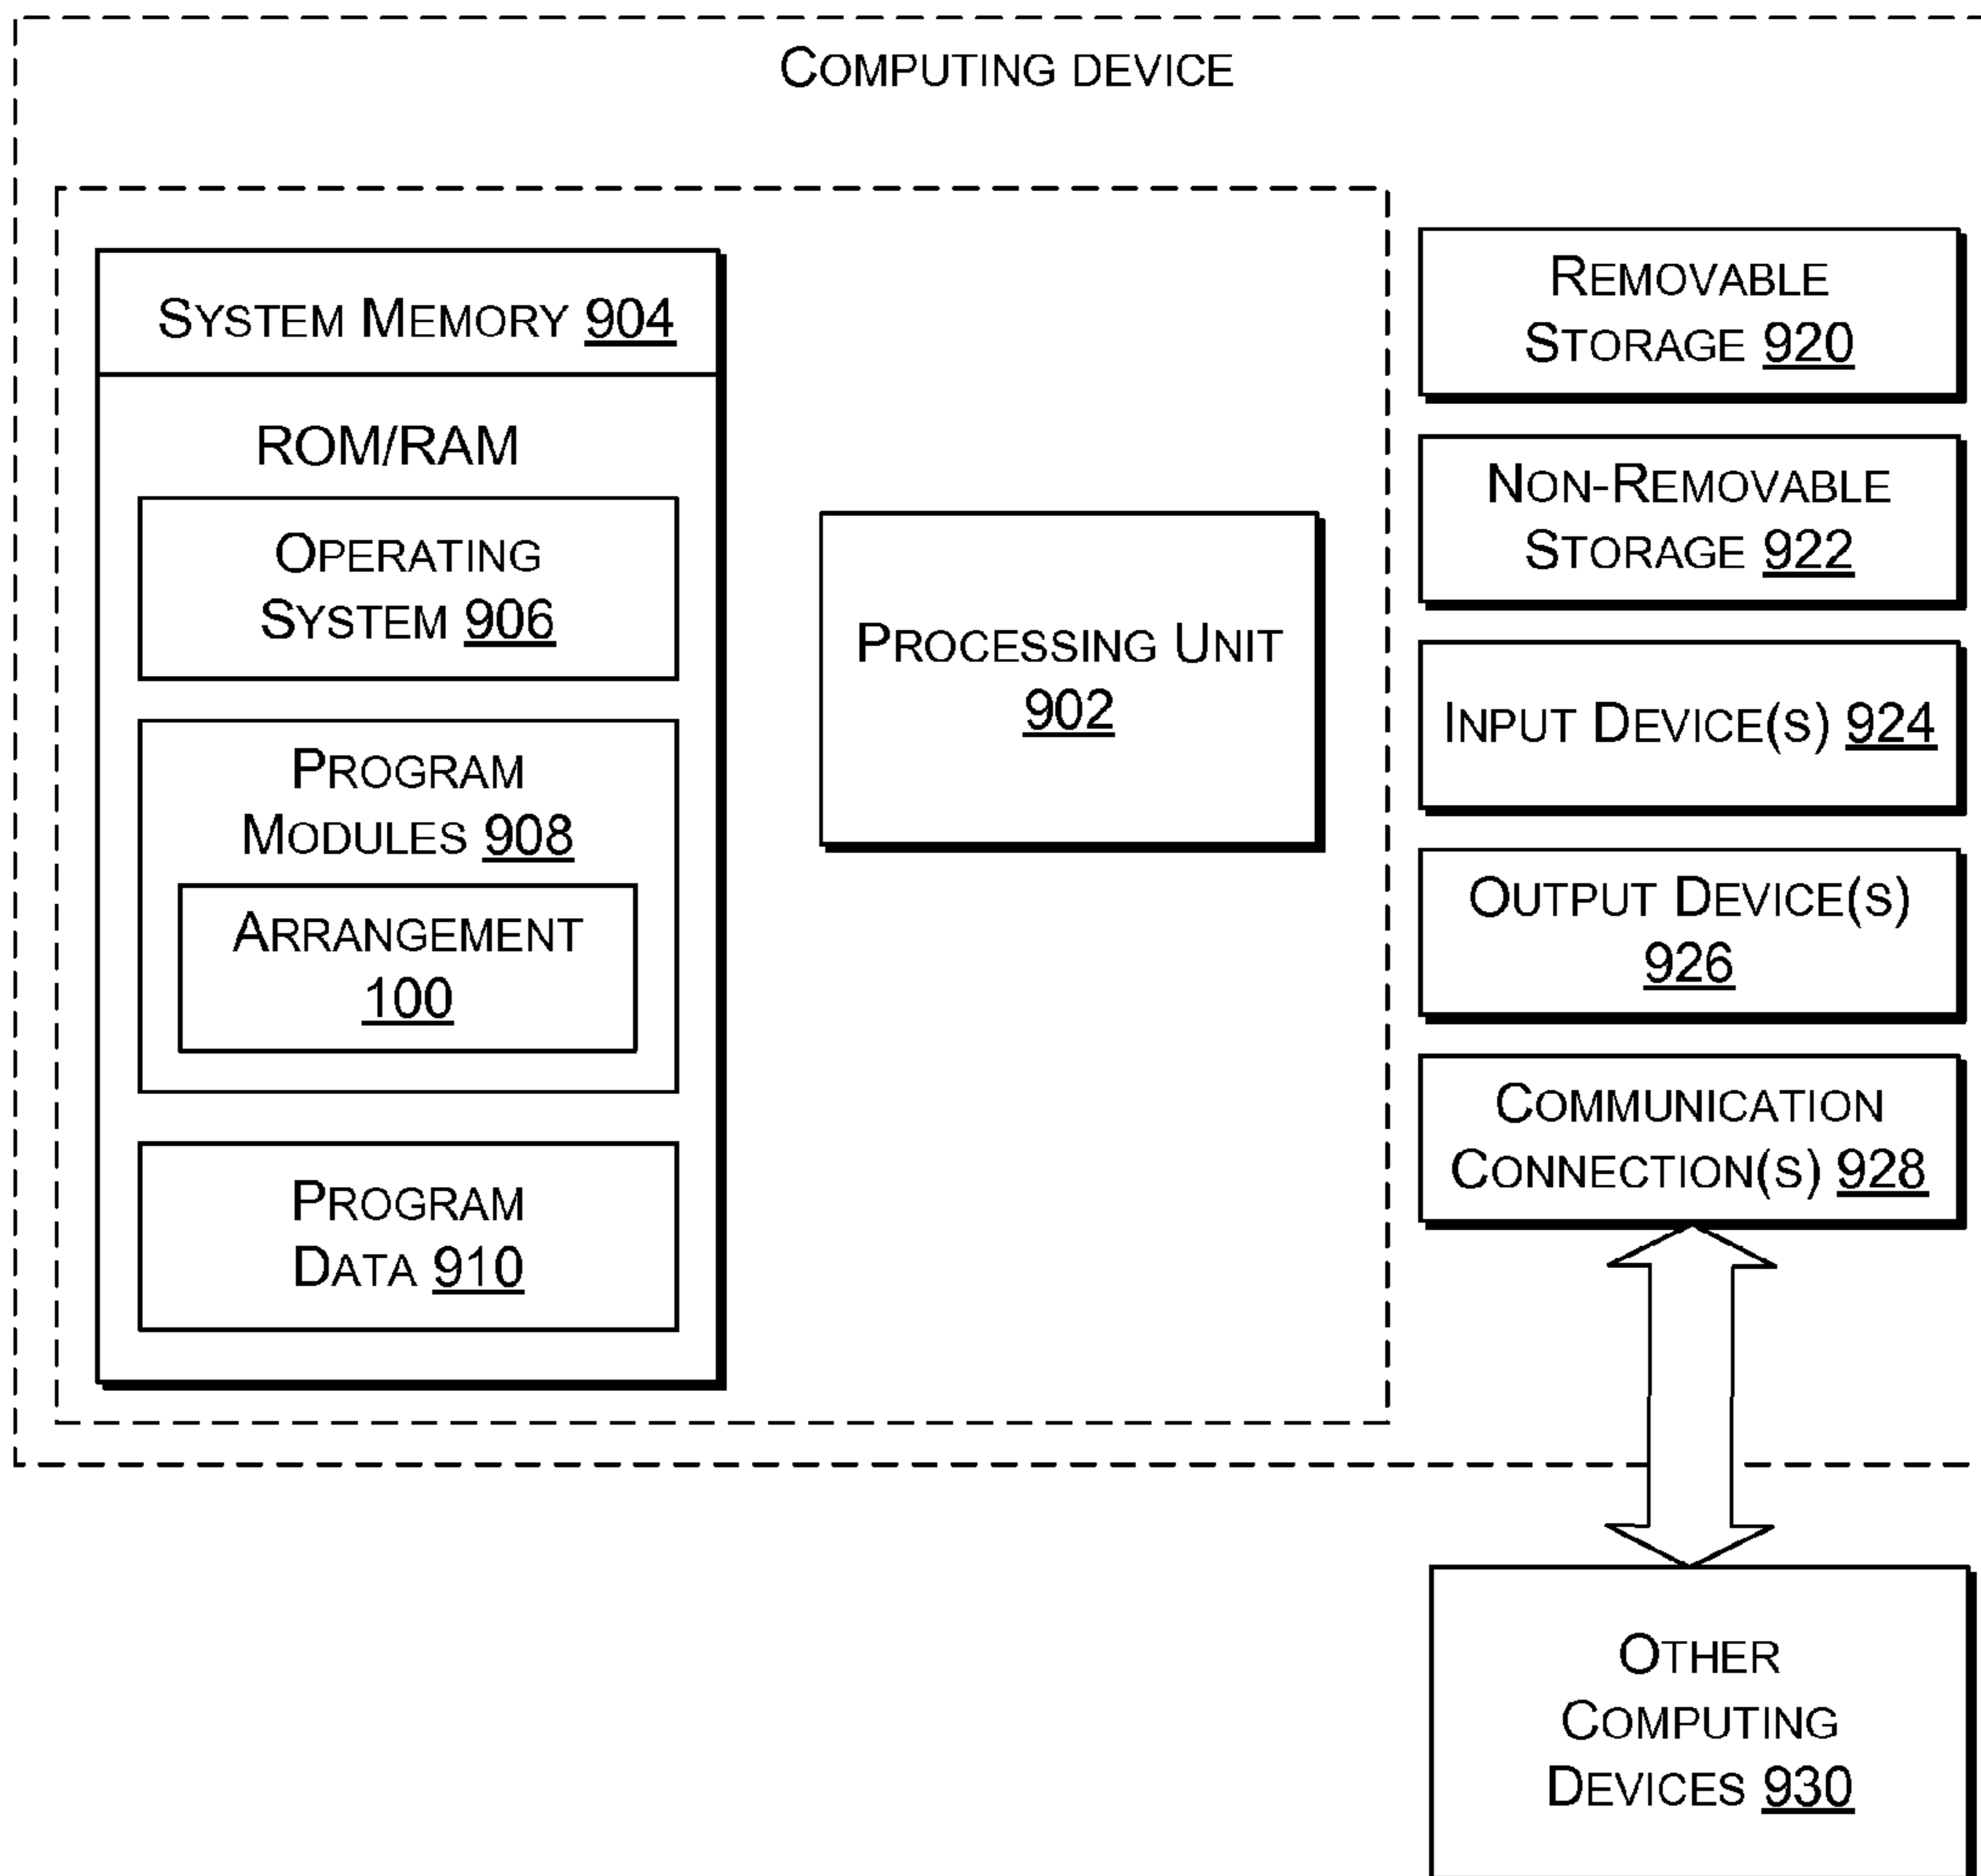 COMPUTING DEVICE
SYSTEM MEMORY 904
ROM/RAM
OPERATING
SYSTEM 906
PROGRAM
MODULES 908
ARRANGEMENT
100
PROGRAM
DATA 910
PROCESSING UNIT
902
REMOVABLE
STORAGE 920
NON-REMOVABLE
STORAGE 922
INPUT DEVICE(S) 924
OUTPUT DEVICE(S)
926
COMMUNICATION
CONNECTION(S) 928
OTHER
COMPUTING
DEVICES 930